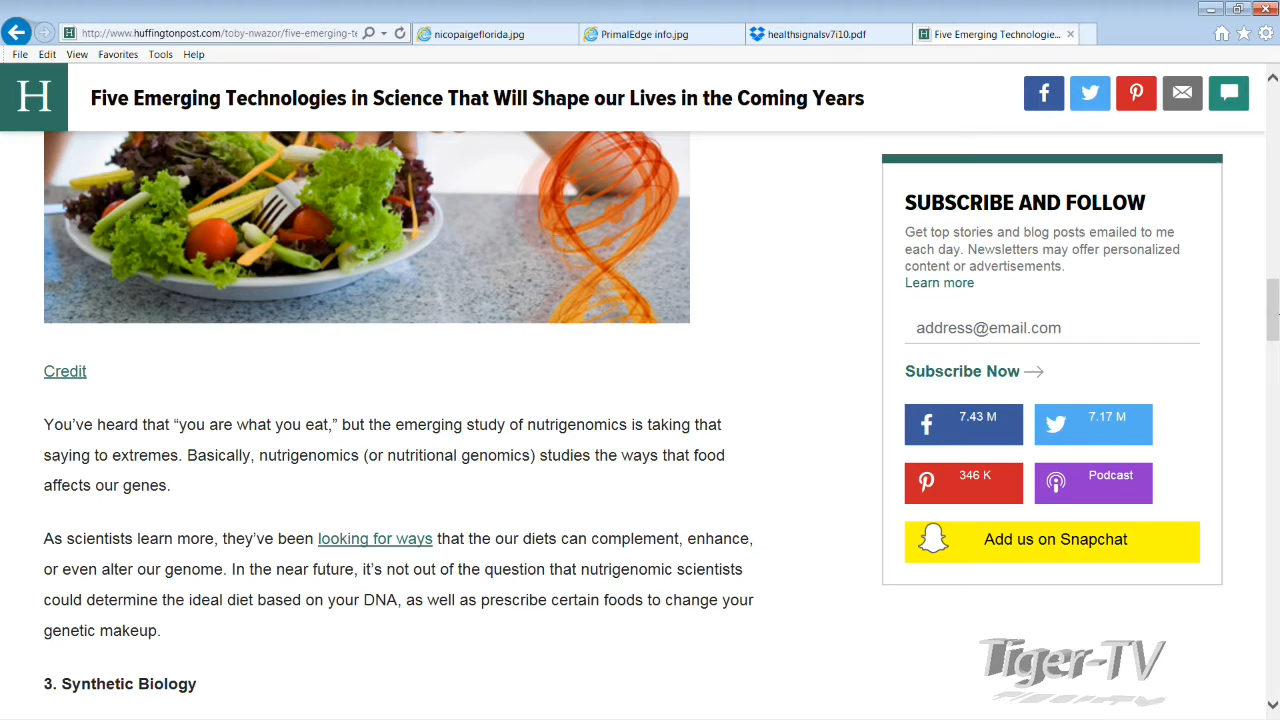 http://www.huffingtonpost.com/toby-nwazor/five-emerging-te
nicopaigeflorida.jpg
PrimalEdge info.jpg
healthsignalsv7i10.pdf
Five Emerging Technologie...
File Edit View Favorites Tools Help
H
Five Emerging Technologies in Science That Will Shape our Lives in the Coming Years
Credit
You’ve heard that “you are what you eat,” but the emerging study of nutrigenomics is taking that
saying to extremes. Basically, nutrigenomics (or nutritional genomics) studies the ways that food
affects our genes.
As scientists learn more, they’ve been looking for ways that the our diets can complement, enhance,
or even alter our genome. In the near future, it’s not out of the question that nutrigenomic scientists
could determine the ideal diet based on your DNA, as well as prescribe certain foods to change your
genetic makeup.
3. Synthetic Biology
SUBSCRIBE AND FOLLOW
Get top stories and blog posts emailed to me
each day. Newsletters may offer personalized
content or advertisements.
Learn more
address@email.com
Subscribe Now
7.43 M
7.17 M
346 K
Podcast
Add us on Snapchat
Tiger-TV